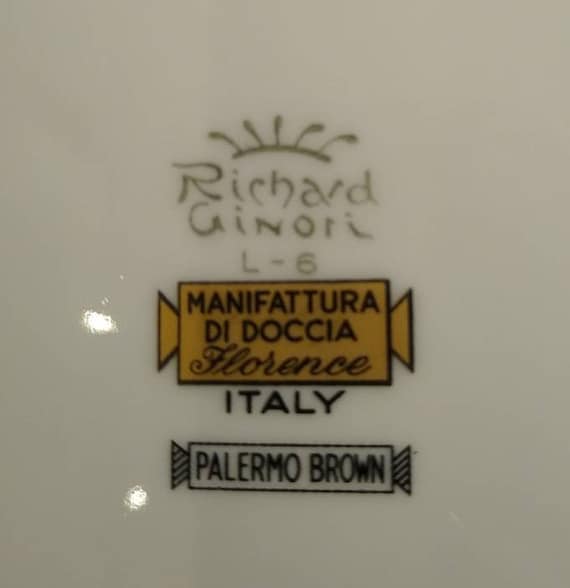 Richard
Ginori
L-6
MANIFATTURA
DI DOCCIA
Florence
ITALY
PALERMO BROWN